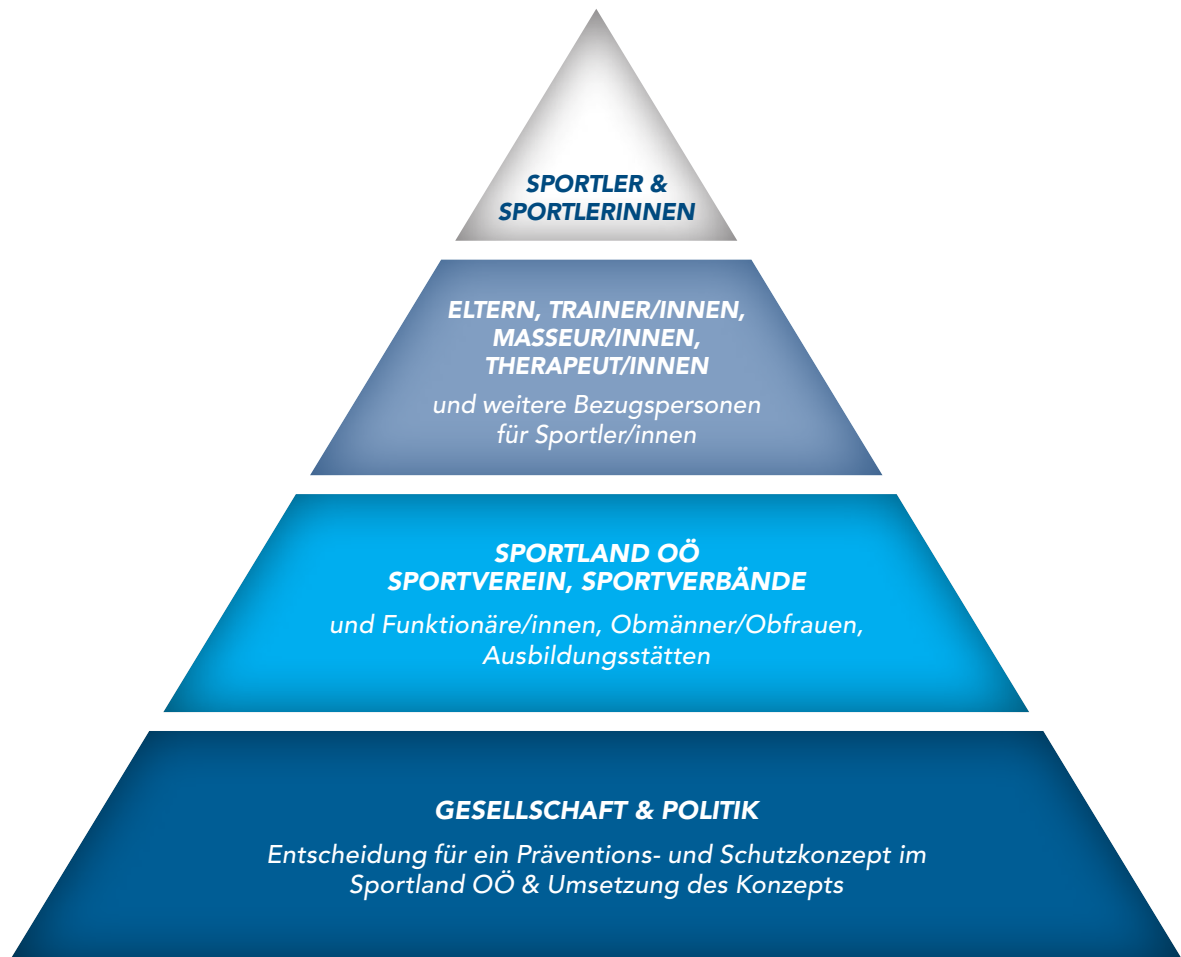 SPORTLER &
SPORTLERINNEN
ELTERN, TRAINER/INNEN,
MASSEUR/INNEN,
THERAPEUT/INNEN
und weitere Bezugspersonen
für Sportler/innen
SPORTLAND OÖ
SPORTVEREIN, SPORTVERBÄNDE
und Funktionäre/innen, Obmänner/Obfrauen,
Ausbildungsstätten
GESELLSCHAFT & POLITIK
Entscheidung für ein Präventions- und Schutzkonzept im
Sportland OÖ & Umsetzung des Konzepts